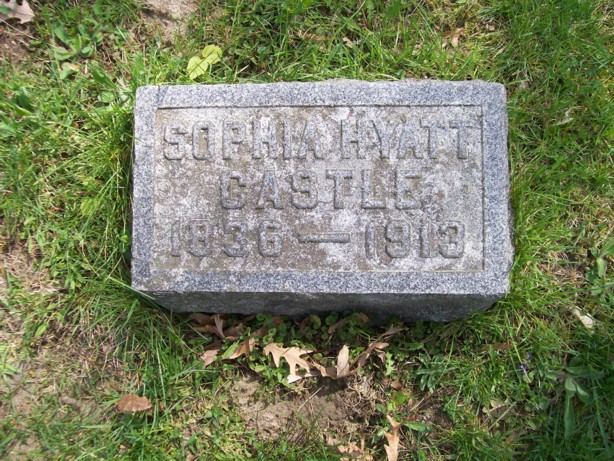 SOPHIA HYATT
CASTLE
1836 — 1913